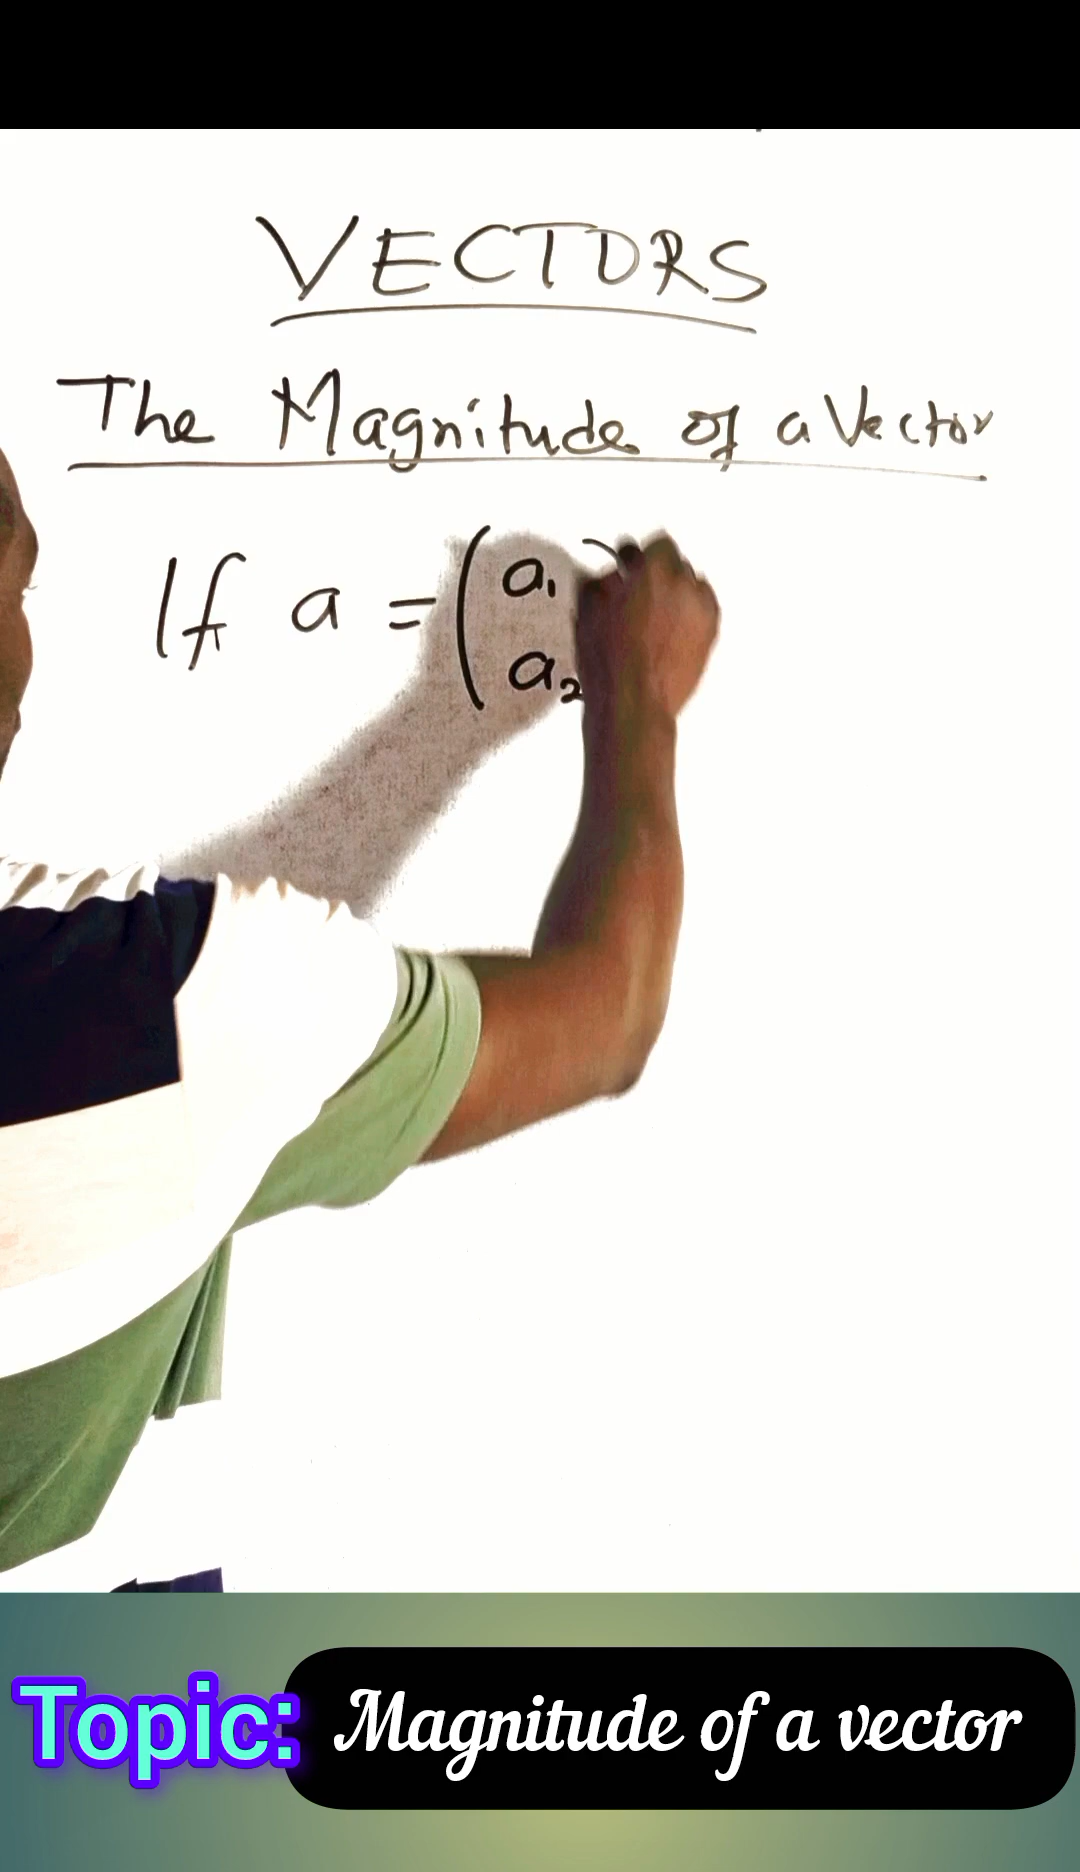 VECTORS
The Magnitude of a Vector
If a = (a₁
a₂)
Topic: Magnitude of a vector